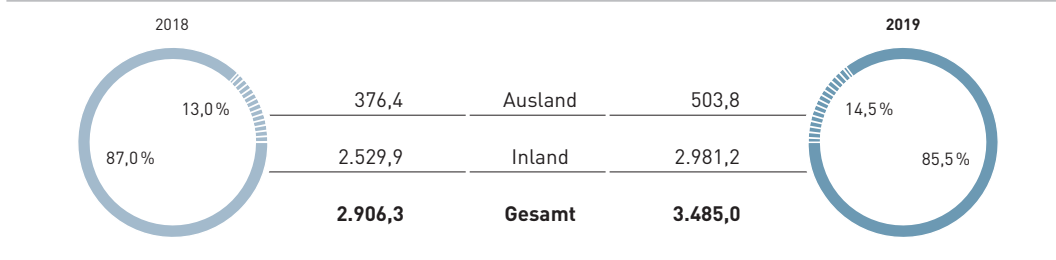 2018
2019
13,0 %
376,4 Ausland 503,8
14,5 %
87,0 %
2.529,9 Inland 2.981,2
85,5 %
2.906,3 Gesamt 3.485,0